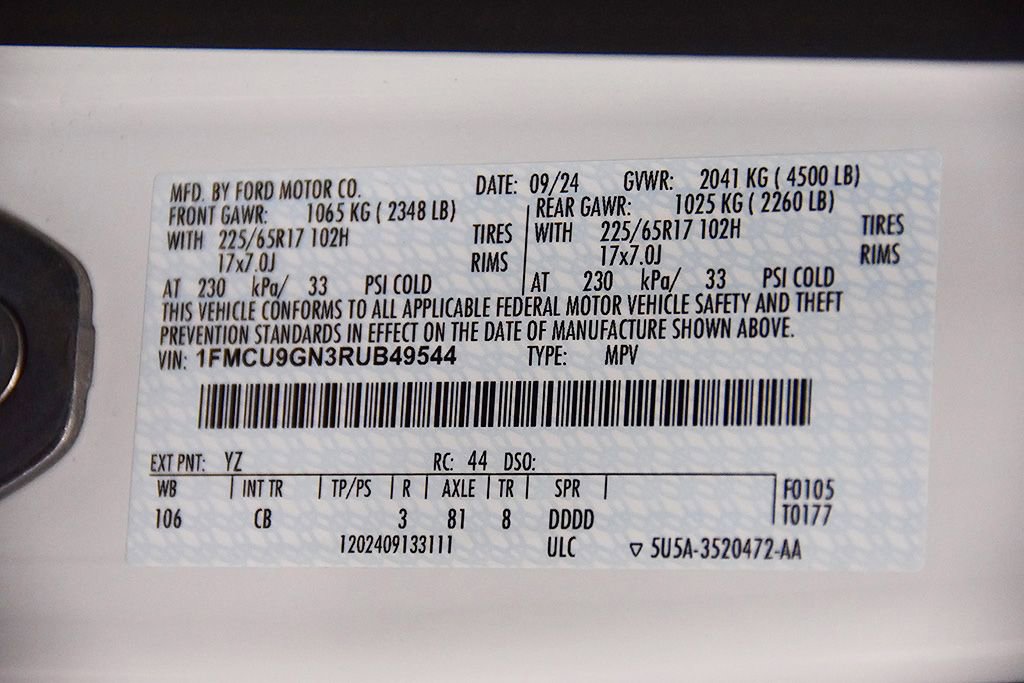 MFD. BY FORD MOTOR CO. DATE: 09/24 GVWR: 2041 KG ( 4500 LB)
FRONT GAWR: 1065 KG ( 2348 LB) REAR GAWR: 1025 KG ( 2260 LB)
WITH 225/65R17 102H TIRES WITH 225/65R17 102H TIRES
17x7.0J RIMS 17x7.0J RIMS
AT 230 kPa/ 33 PSI COLD AT 230 kPa/ 33 PSI COLD
THIS VEHICLE CONFORMS TO ALL APPLICABLE FEDERAL MOTOR VEHICLE SAFETY AND THEFT
PREVENTION STANDARDS IN EFFECT ON THE DATE OF MANUFACTURE SHOWN ABOVE.
VIN: 1FMCU9GN3RUB49544 TYPE: MPV
EXT PNT: YZ RC: 44 DSO:
WB INT TR TP/PS R AXLE TR SPR F0105
106 CB 3 81 8 DDDD T0177
1202409133111 ULC ▽ 5U5A-3520472-AA